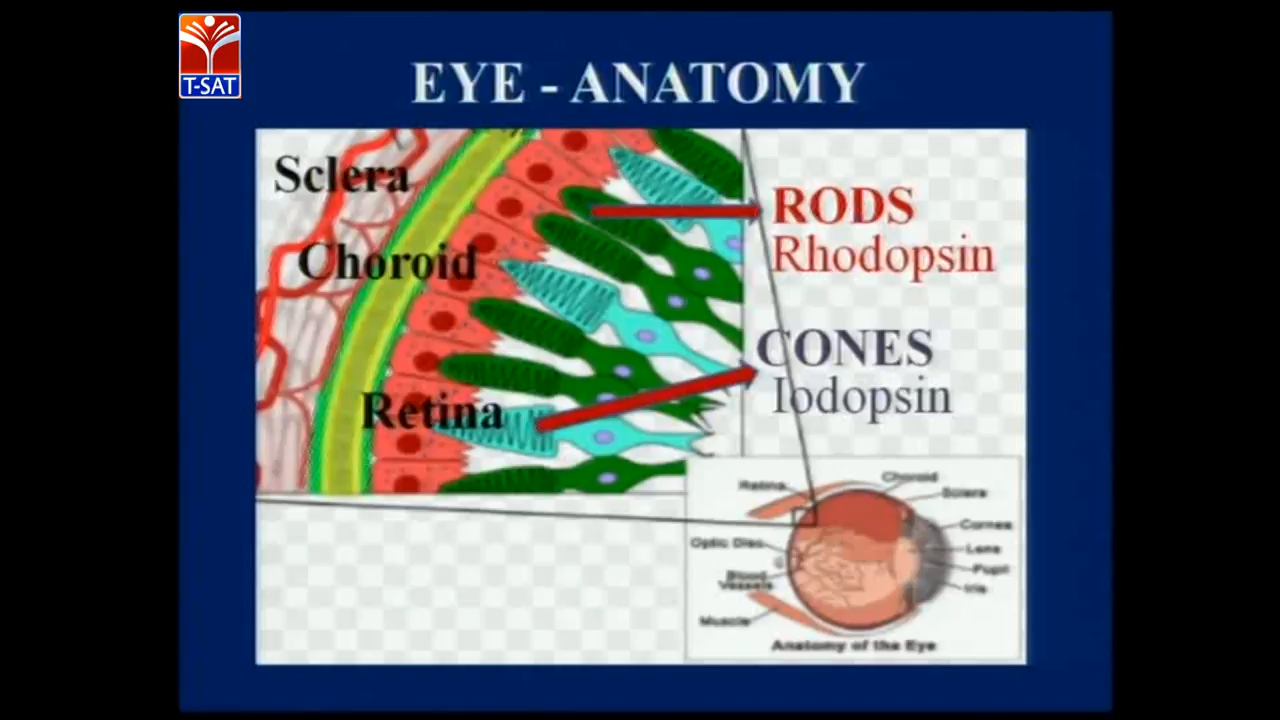 T-SAT
EYE - ANATOMY
Sclera
Choroid
Retina
RODS
Rhodopsin
CONES
Iodopsin
Retina
Choroid
Sclera
Cornea
Optic Disc
Lens
Pupil
Blood
Vessels
Iris
Muscle
Anatomy of the Eye